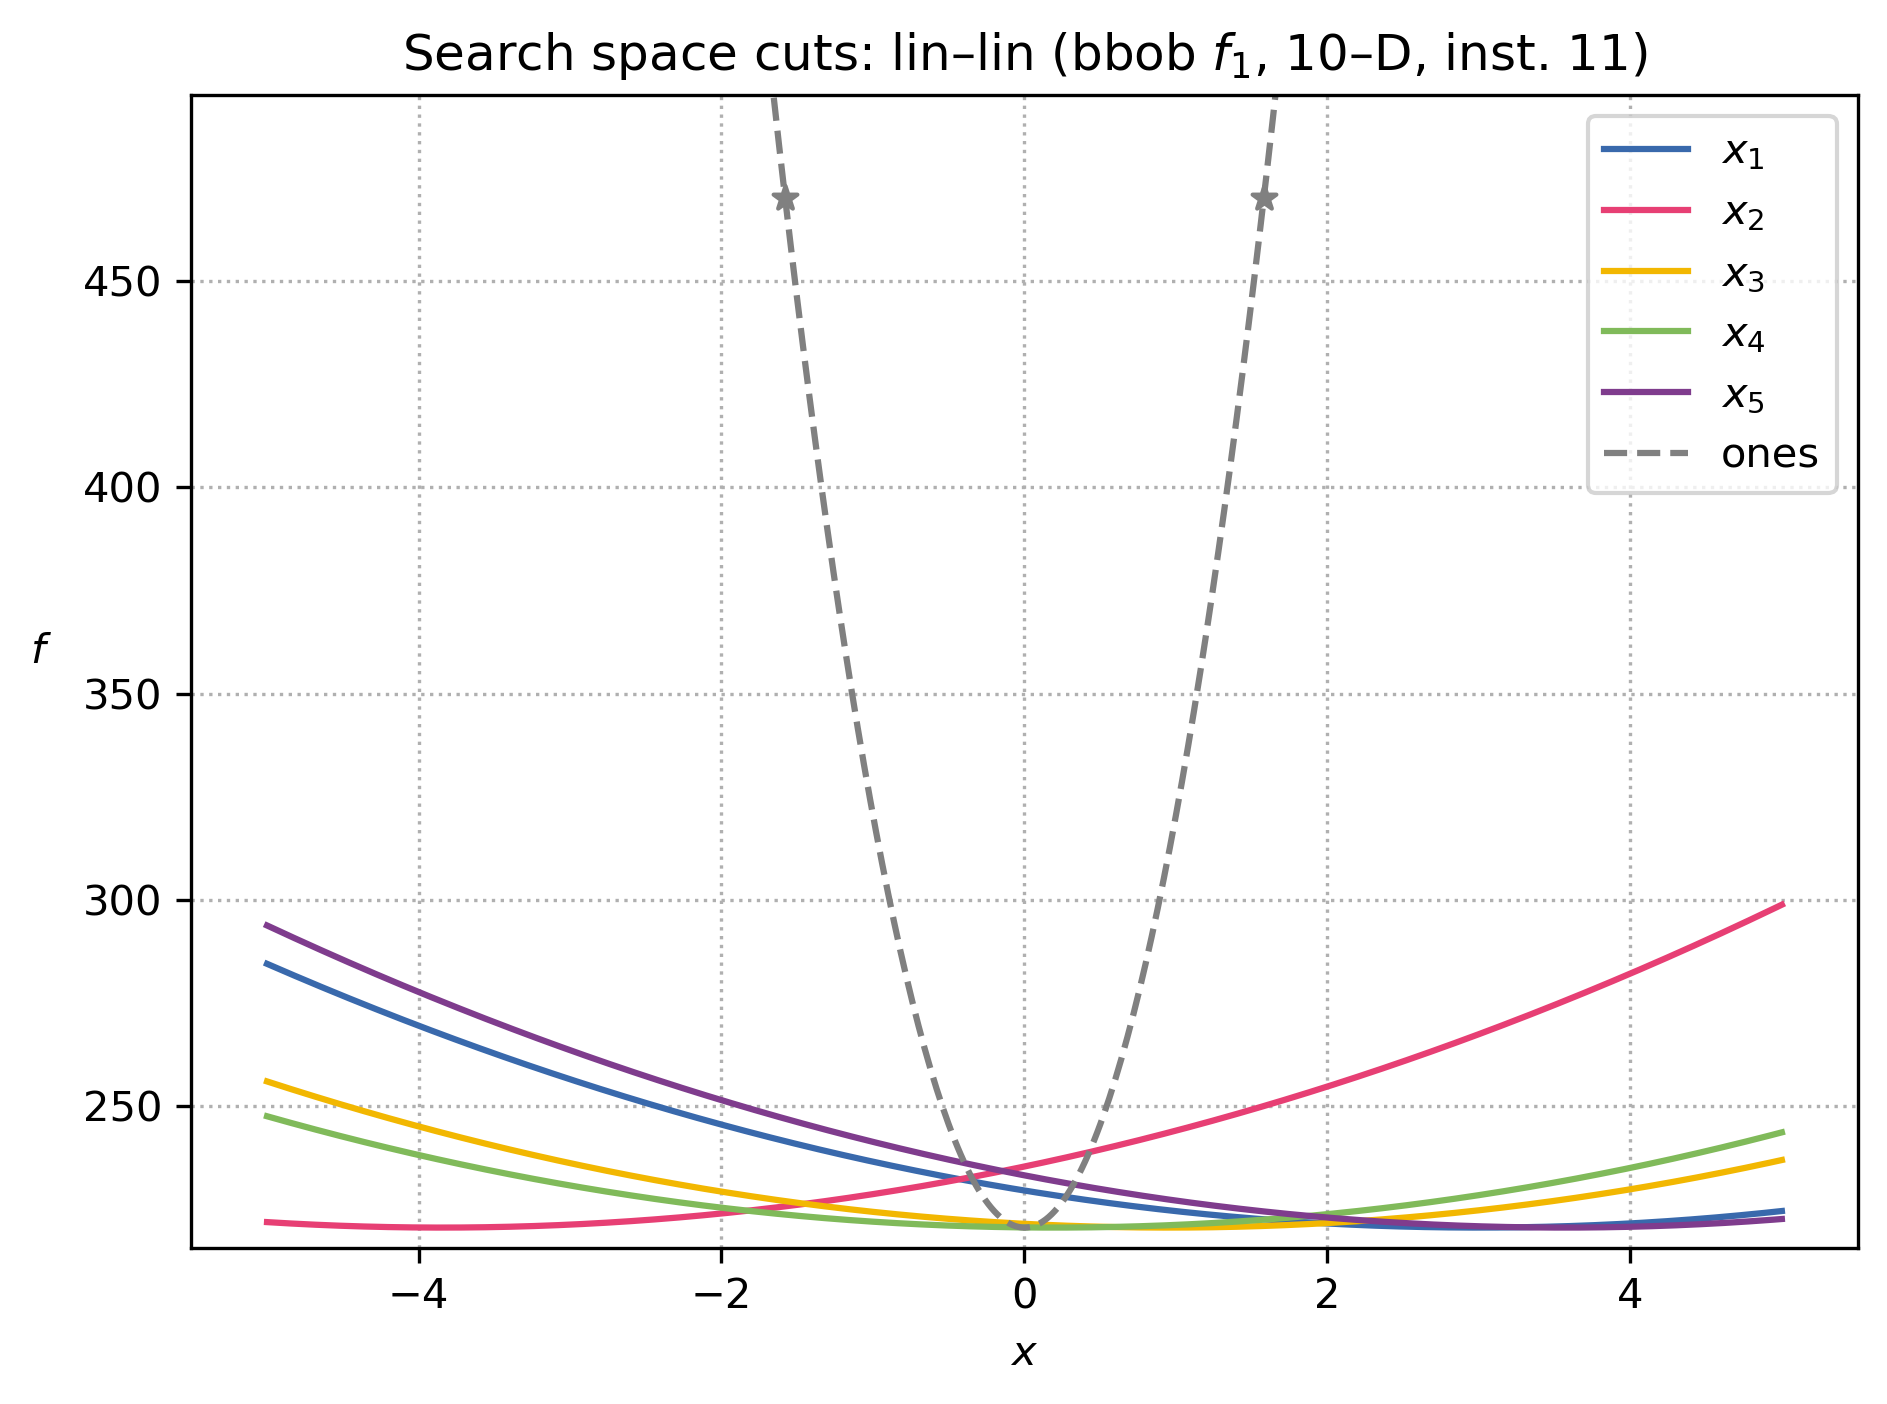 Search space cuts: lin–lin (bbob f₁, 10–D, inst. 11)
x₁
x₂
x₃
x₄
x₅
ones
450
400
350
300
250
f
−4 −2 0 2 4
x